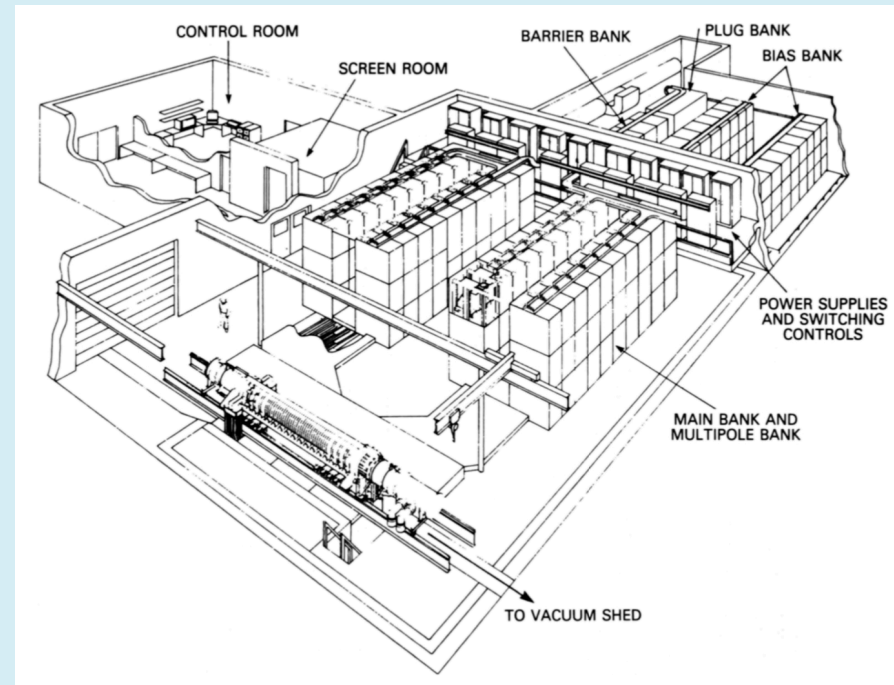 CONTROL ROOM
SCREEN ROOM
BARRIER BANK
PLUG BANK
BIAS BANK
POWER SUPPLIES
AND SWITCHING
CONTROLS
MAIN BANK AND
MULTIPOLE BANK
TO VACUUM SHED